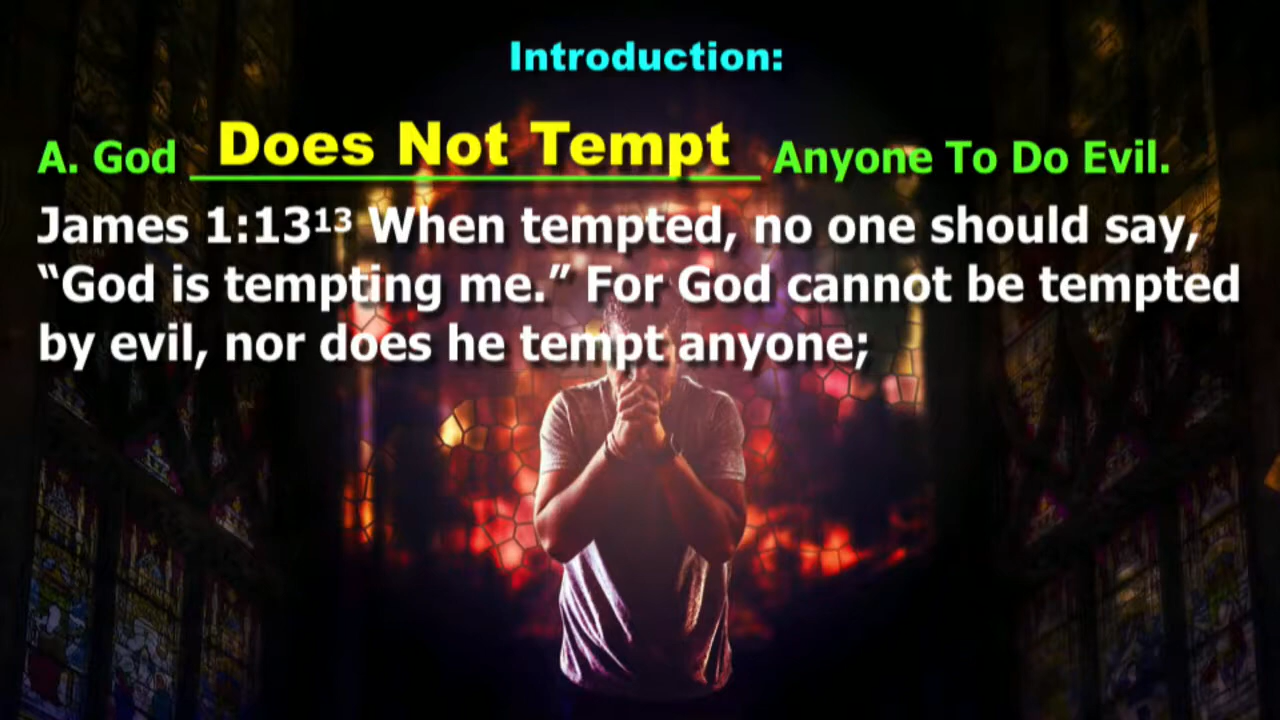 Introduction:
A. God Does Not Tempt Anyone To Do Evil.
James 1:13¹³ When tempted, no one should say,
“God is tempting me.” For God cannot be tempted
by evil, nor does he tempt anyone;